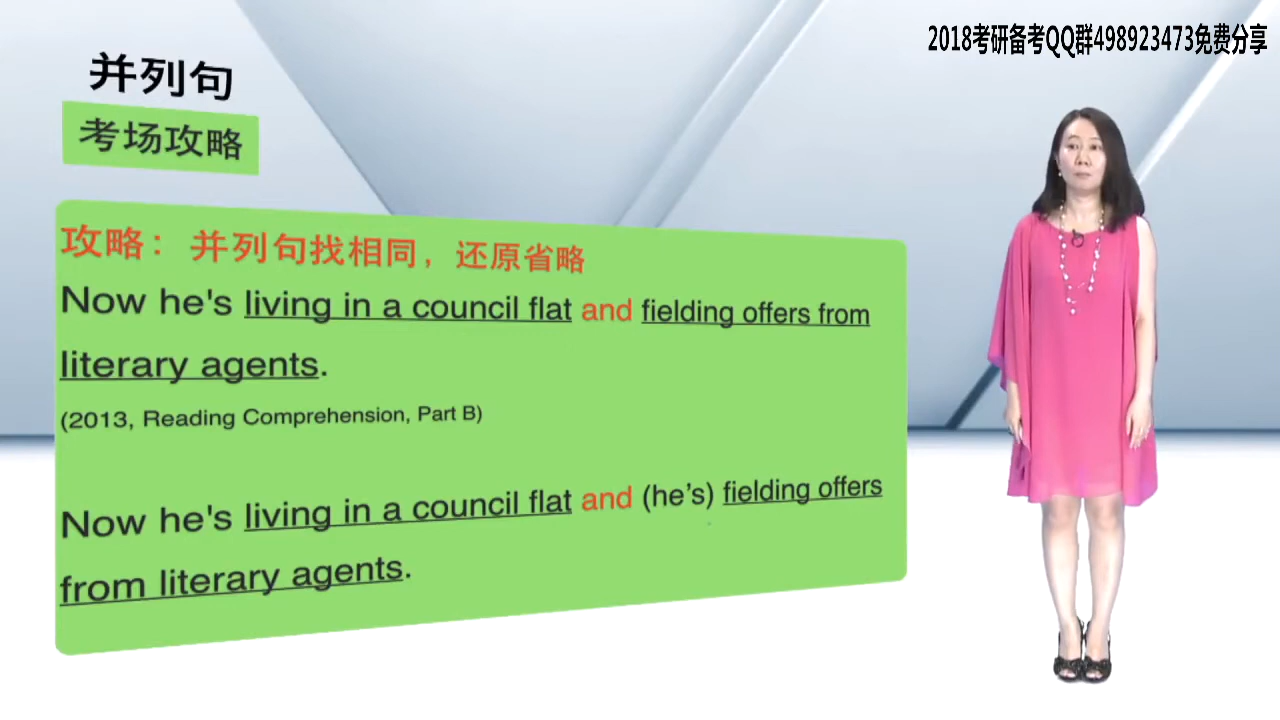 2018考研备考QQ群498923473免费分享
并列句
考场攻略
攻略：并列句找相同，还原省略
Now he's living in a council flat and fielding offers from
literary agents.
(2013, Reading Comprehension, Part B)
Now he's living in a council flat and (he’s) fielding offers
from literary agents.